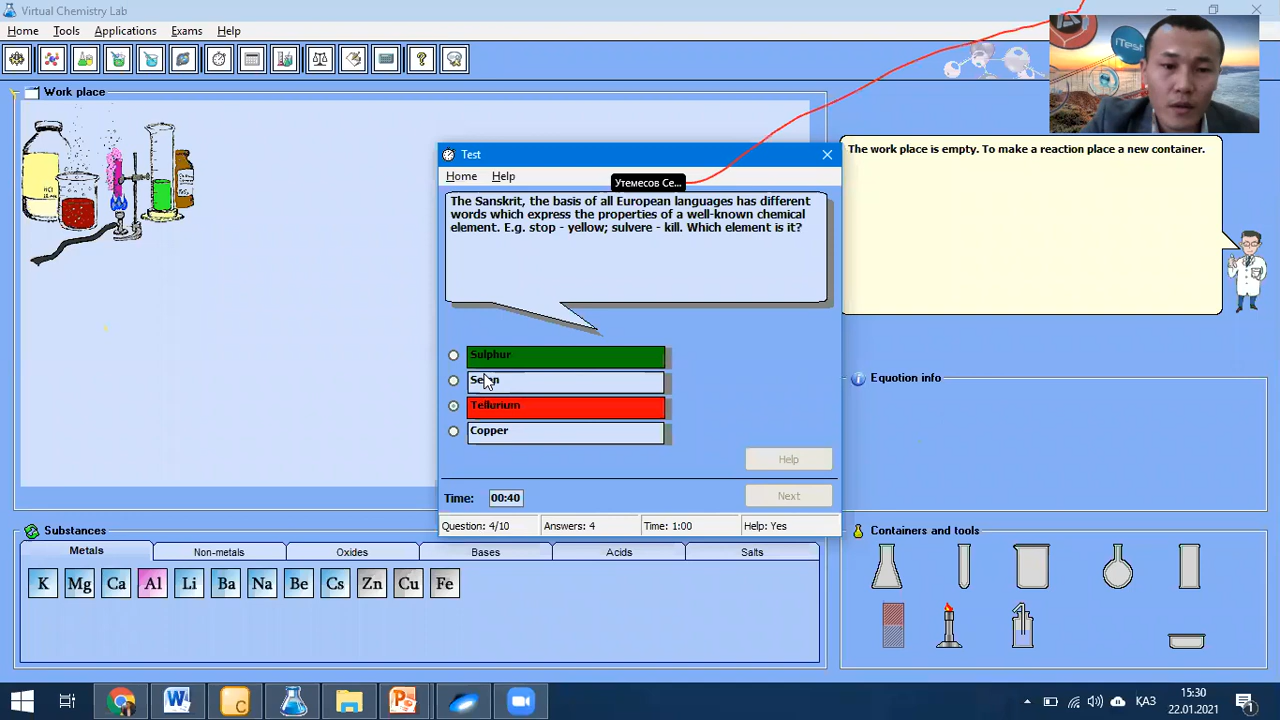 Virtual Chemistry Lab
Home Tools Applications Exams Help
iTest
Work place
HCl
The work place is empty. To make a reaction place a new container.
Test
Home Help
Утемесов Се...
The Sanskrit, the basis of all European languages has different
words which express the properties of a well-known chemical
element. E.g. stop - yellow; sulvere - kill. Which element is it?
Sulphur
Tellurium
Copper
Help
Time: 00:40
Next
Question: 4/10 Answers: 4 Time: 1:00 Help: Yes
Equotion info
Substances
Metals Non-metals Oxides Bases Acids Salts
K Mg Ca Al Li Ba Na Be Cs Zn Cu Fe
Containers and tools
ҚАЗ
15:30
22.01.2021
1